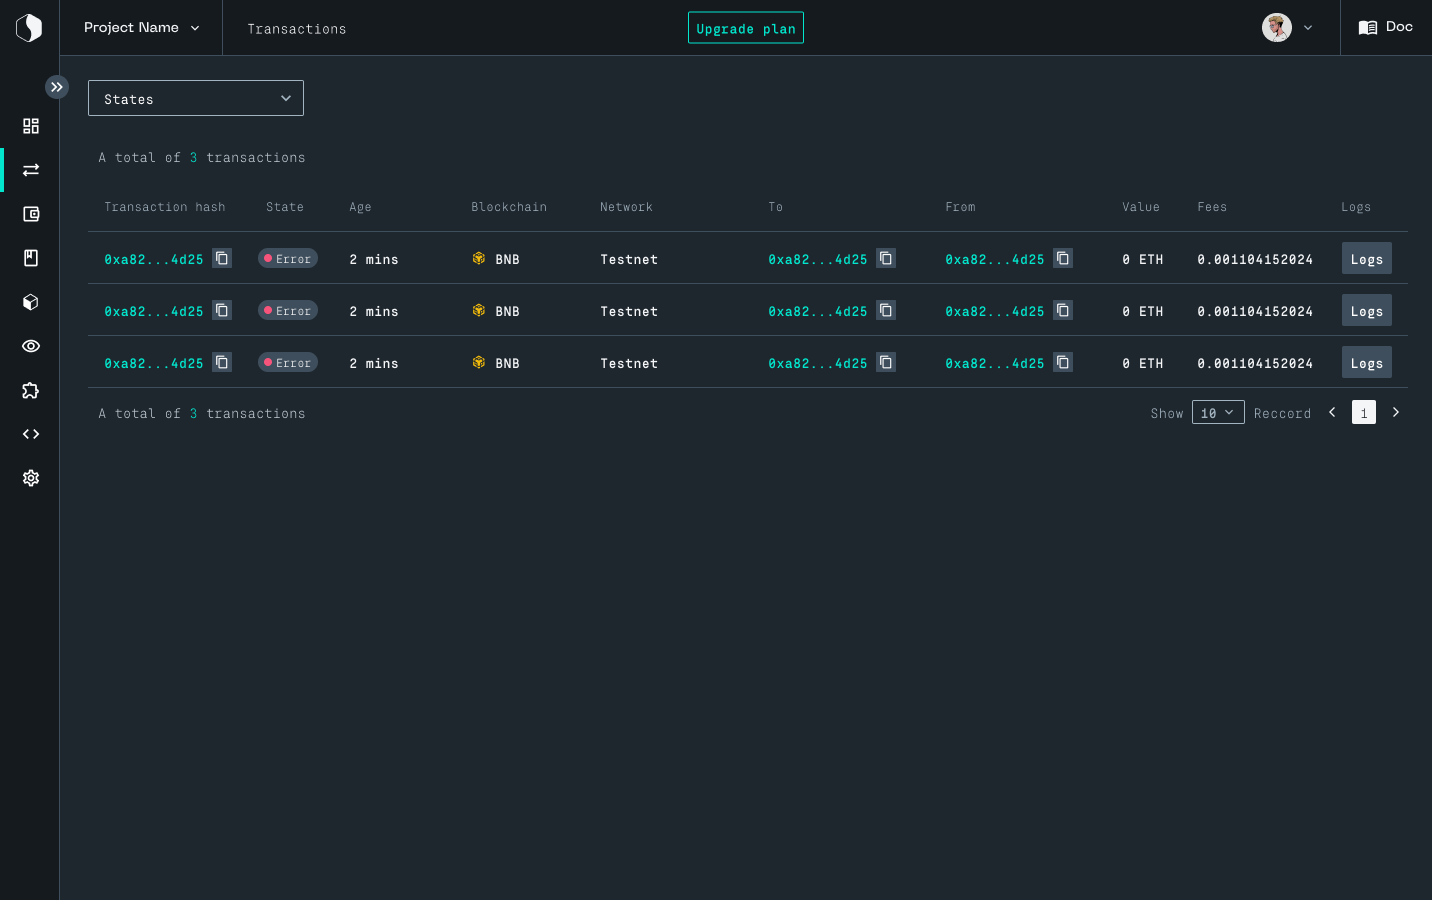 Project Name
Transactions
Upgrade plan
Doc
States
A total of 3 transactions
Transaction hash State Age Blockchain Network To From Value Fees Logs
0xa82...4d25 Error 2 mins BNB Testnet 0xa82...4d25 0xa82...4d25 0 ETH 0.001104152024 Logs
0xa82...4d25 Error 2 mins BNB Testnet 0xa82...4d25 0xa82...4d25 0 ETH 0.001104152024 Logs
0xa82...4d25 Error 2 mins BNB Testnet 0xa82...4d25 0xa82...4d25 0 ETH 0.001104152024 Logs
A total of 3 transactions
Show 10 Reccord 1